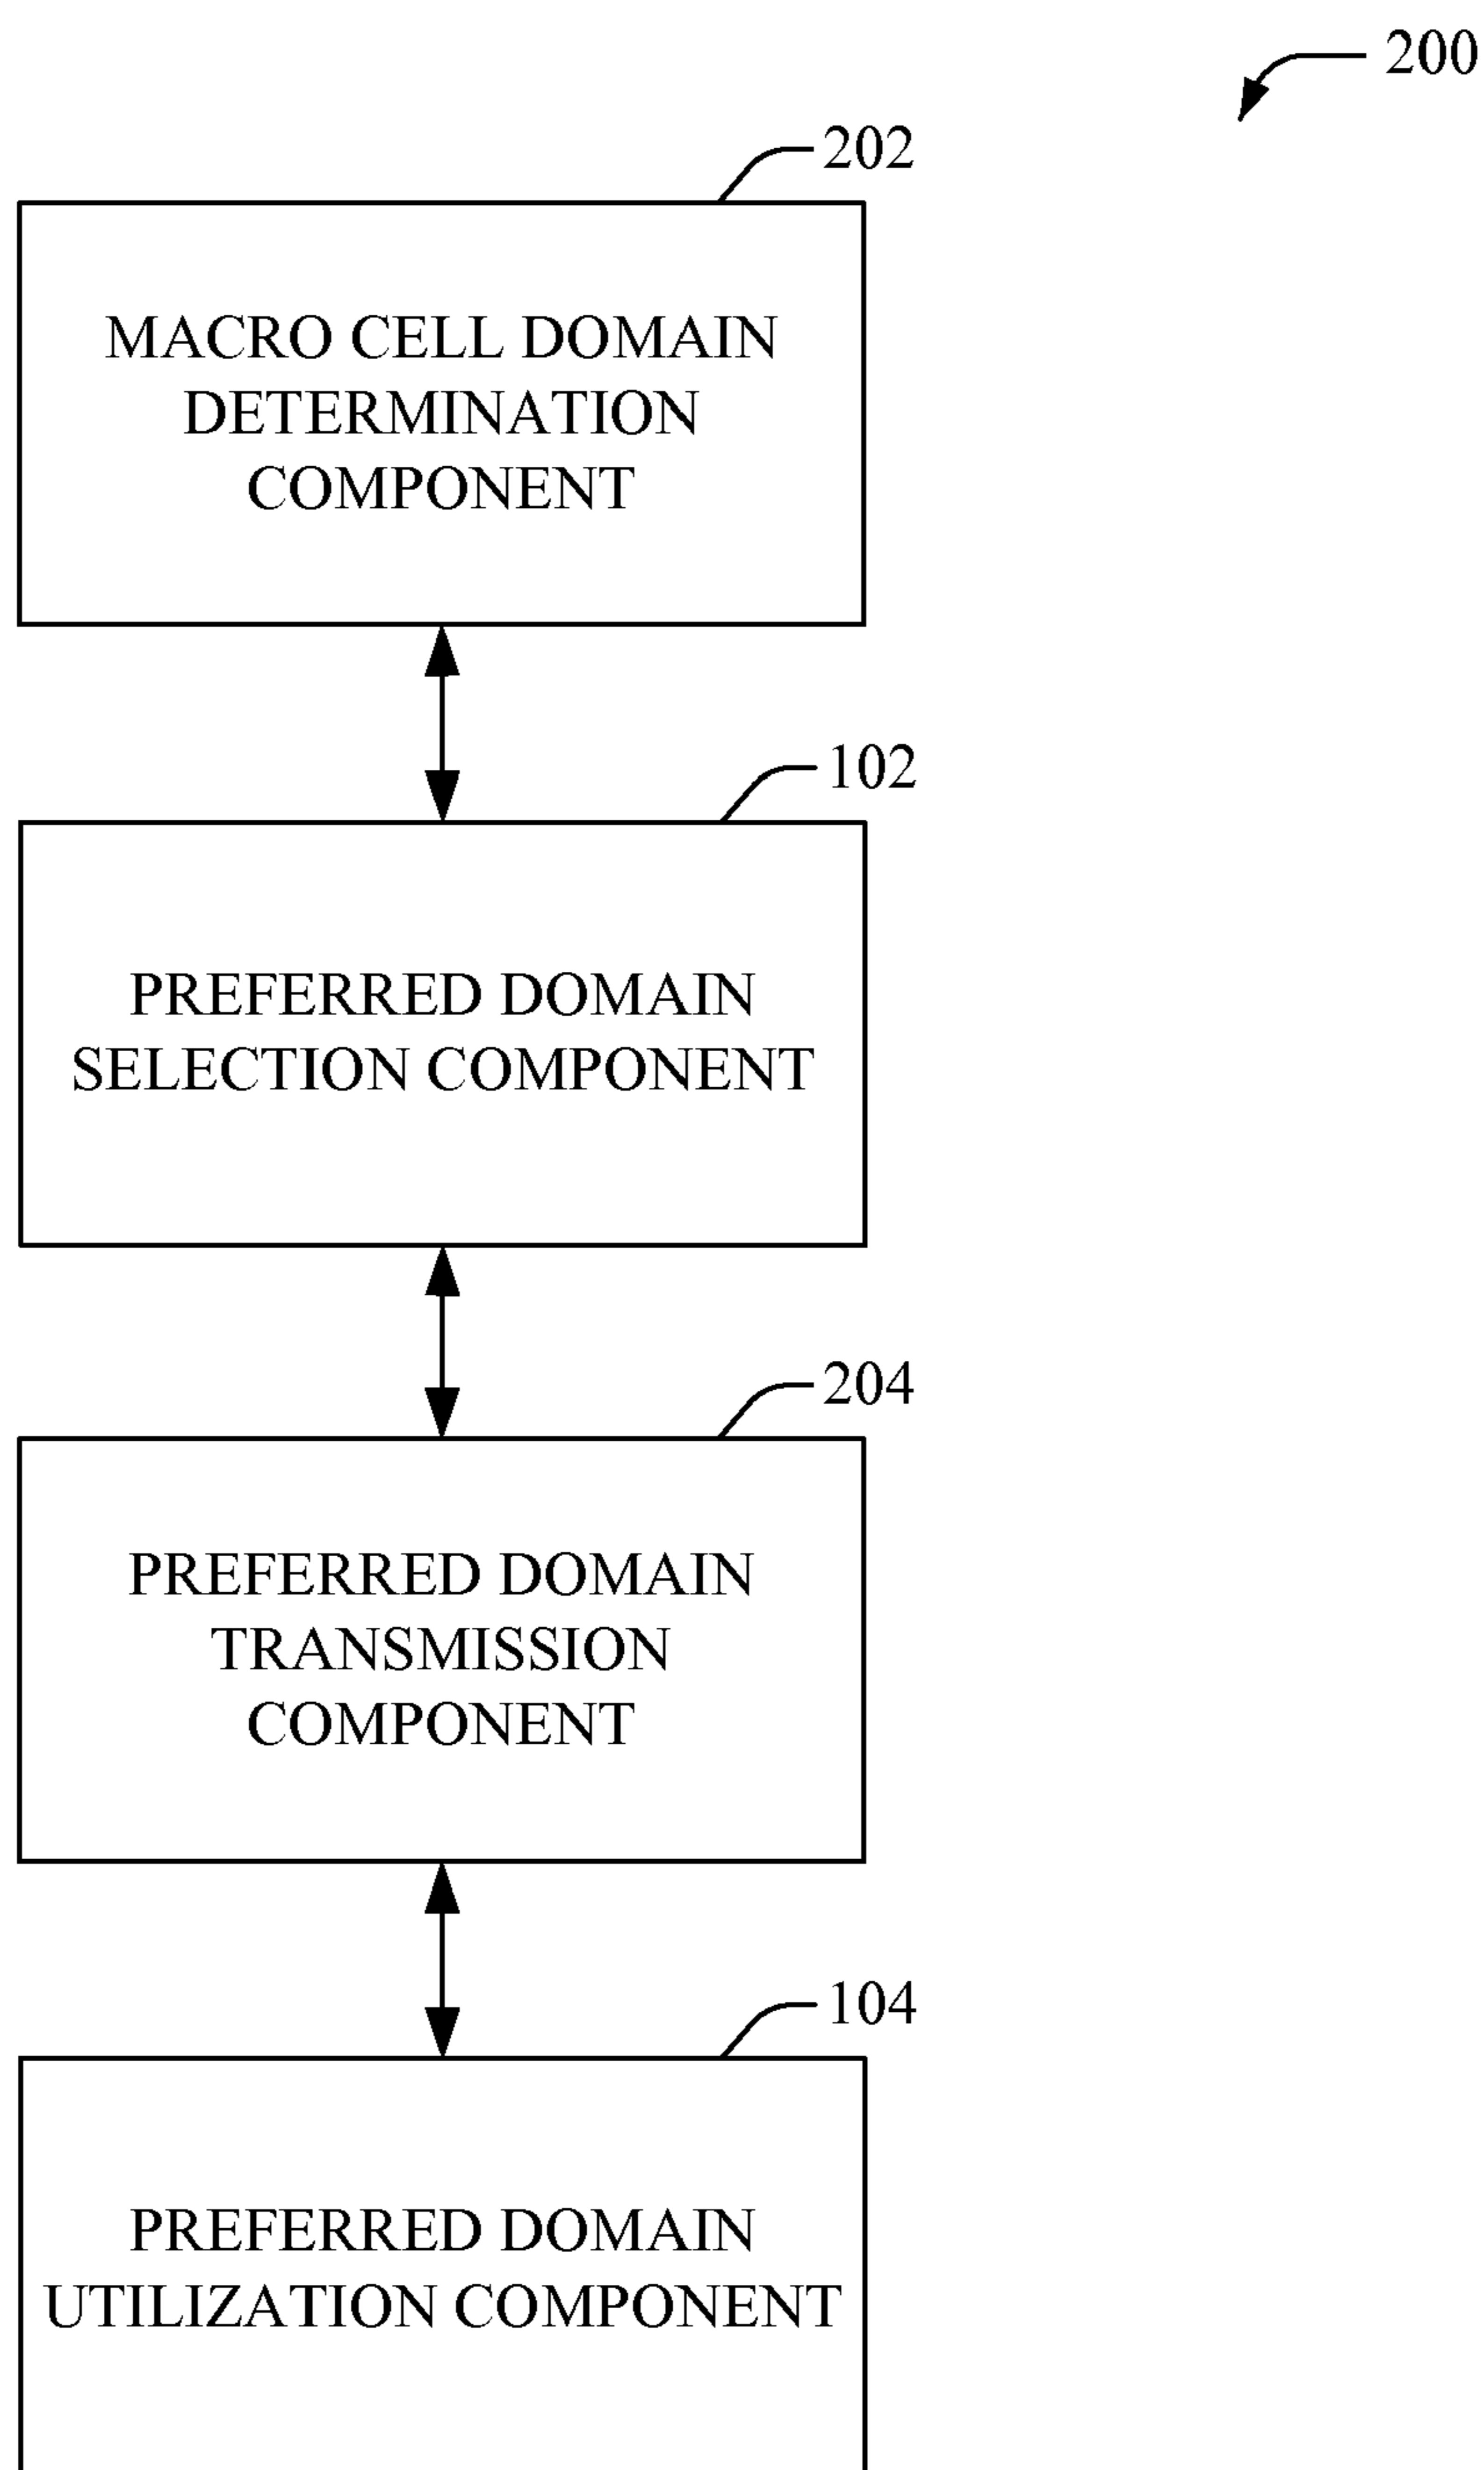 200
202
MACRO CELL DOMAIN
DETERMINATION
COMPONENT
102
PREFERRED DOMAIN
SELECTION COMPONENT
204
PREFERRED DOMAIN
TRANSMISSION
COMPONENT
104
PREFERRED DOMAIN
UTILIZATION COMPONENT